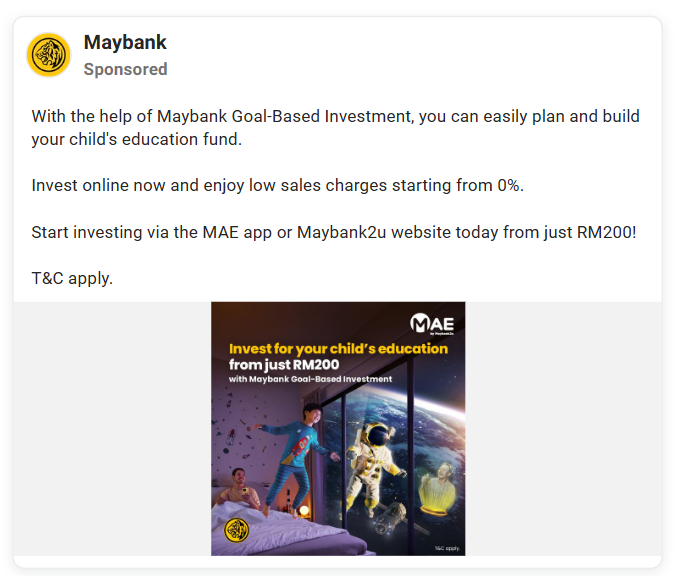 Maybank
Sponsored
With the help of Maybank Goal-Based Investment, you can easily plan and build
your child's education fund.
Invest online now and enjoy low sales charges starting from 0%.
Start investing via the MAE app or Maybank2u website today from just RM200!
T&C apply.
MAE
by Maybank2u
Invest for your child's education
from just RM200
with Maybank Goal-Based Investment
T&C apply.